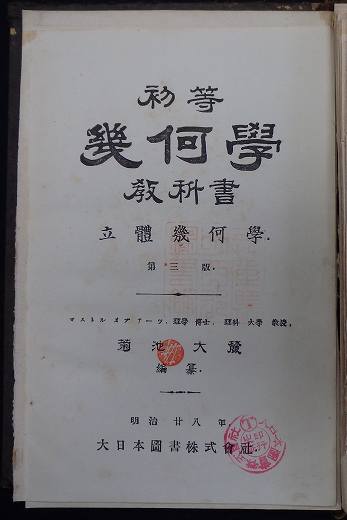 初等
幾何學
教科書
立體幾何學.
第三版.
マストル オブ アーツ, 理學博士, 理科大學教授,
菊池大麓
編纂.
明治廿八年
大日本圖書株式會社.